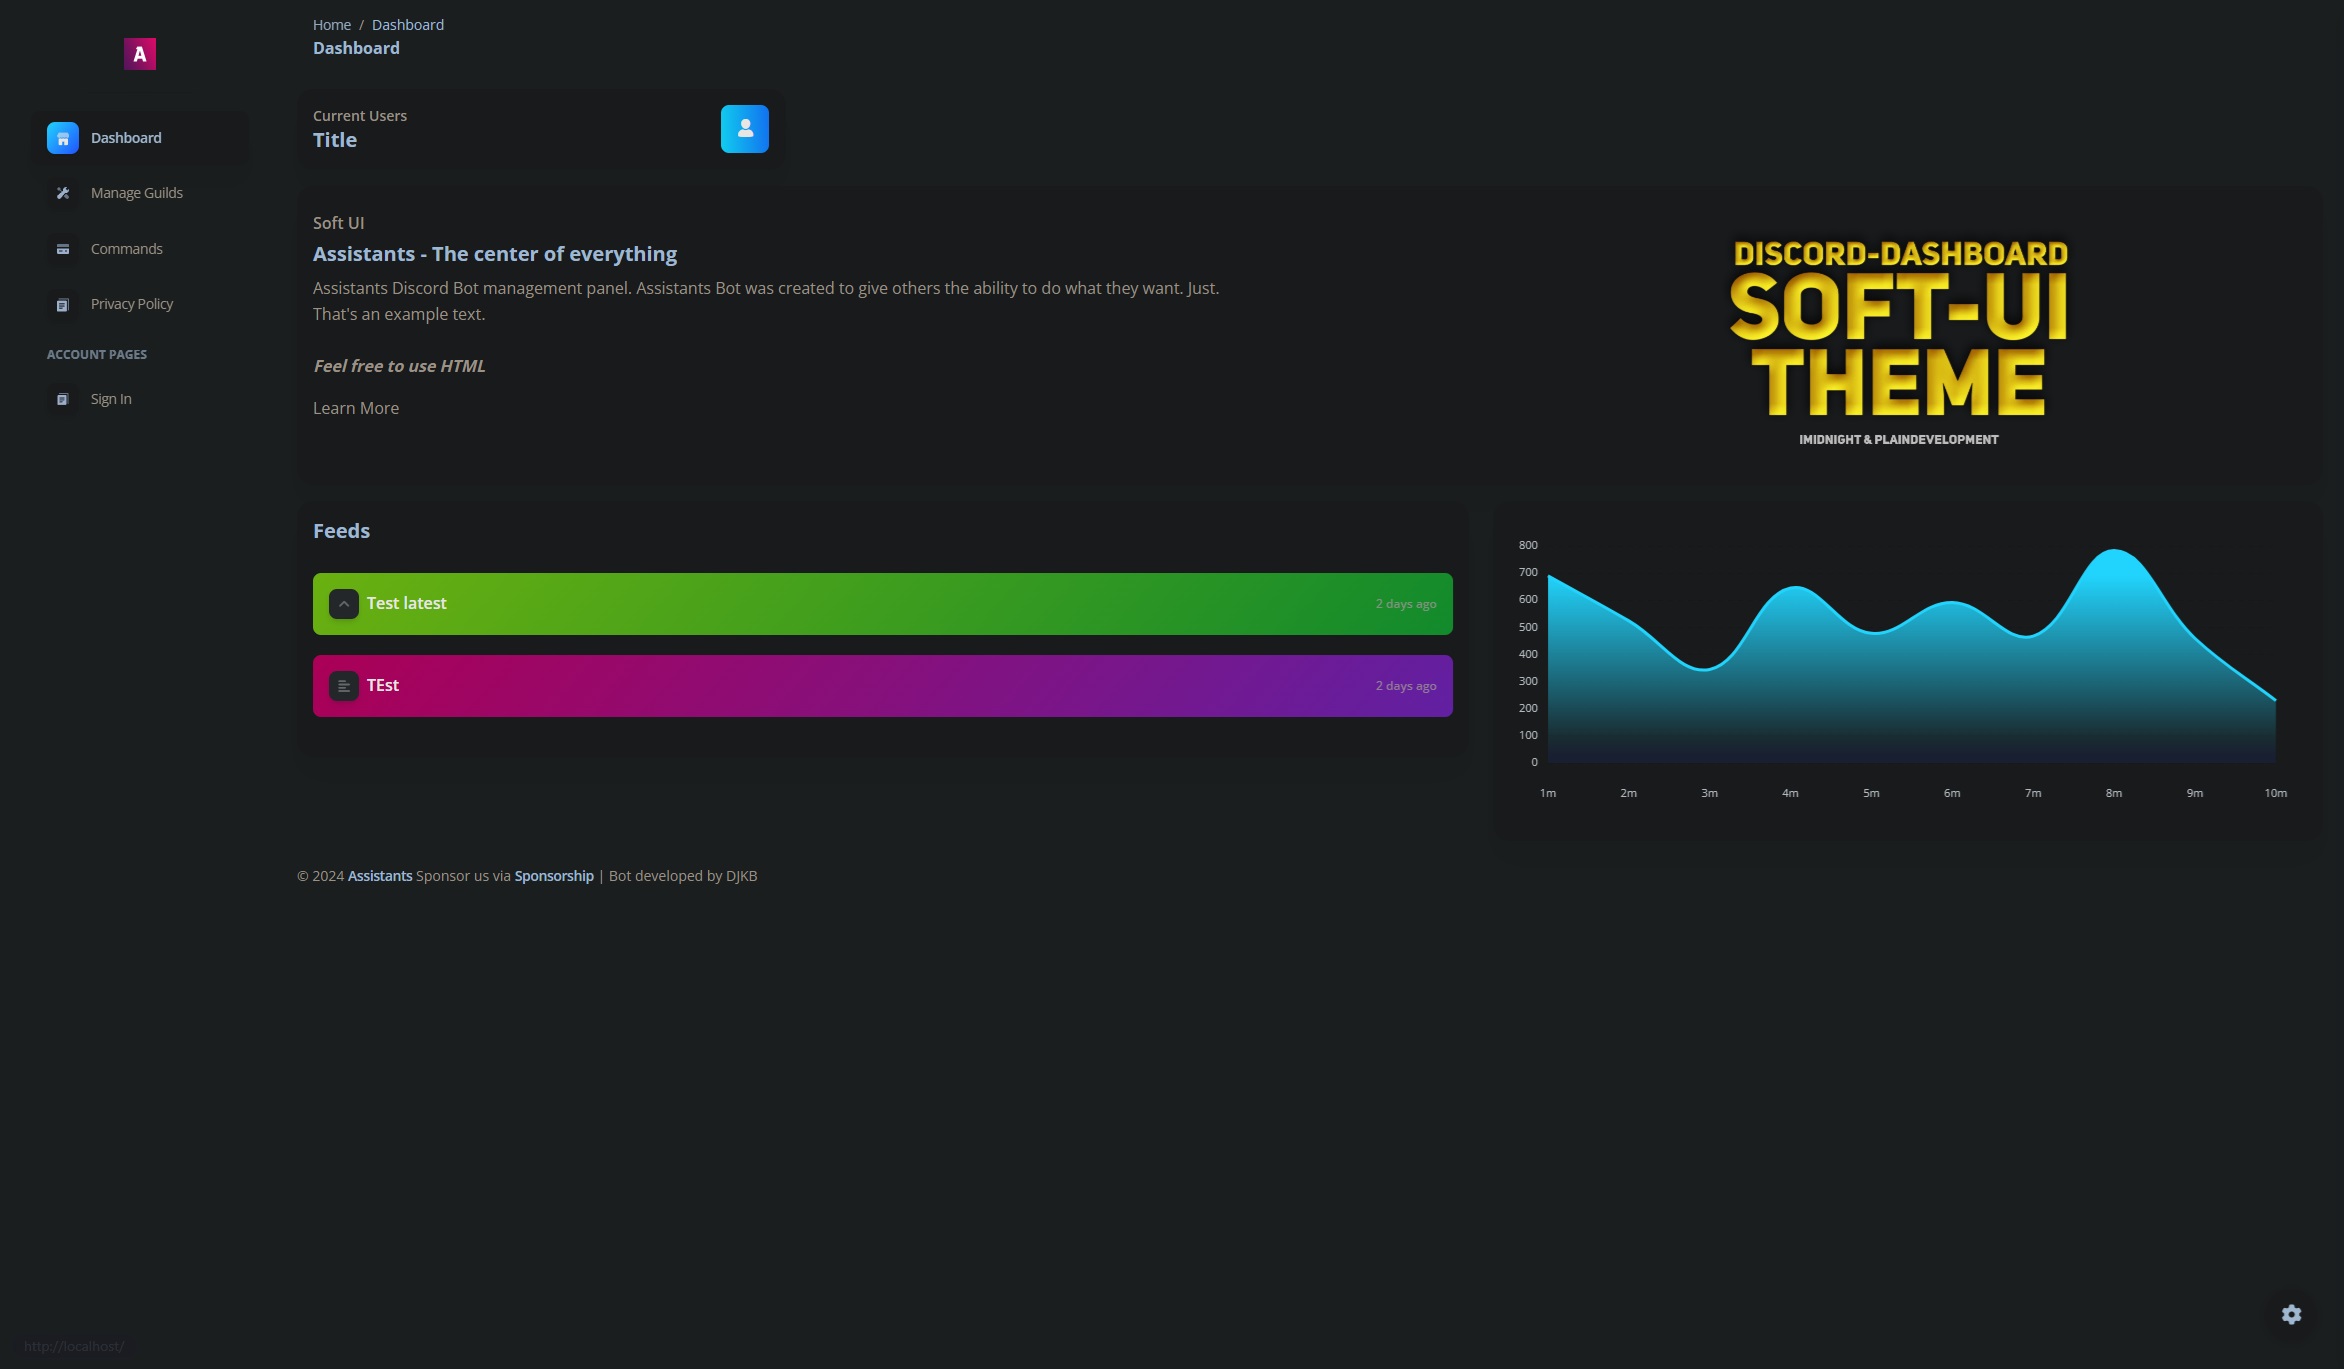 A
Dashboard
Manage Guilds
Commands
Privacy Policy
ACCOUNT PAGES
Sign In
Home / Dashboard
Dashboard
Current Users
Title
Soft UI
Assistants - The center of everything
Assistants Discord Bot management panel. Assistants Bot was created to give others the ability to do what they want. Just.
That's an example text.
Feel free to use HTML
Learn More
DISCORD-DASHBOARD
SOFT-UI
THEME
IMIDNIGHT & PLAINDEVELOPMENT
Feeds
Test latest 2 days ago
TEst 2 days ago
800
700
600
500
400
300
200
100
0
1m 2m 3m 4m 5m 6m 7m 8m 9m 10m
© 2024 Assistants Sponsor us via Sponsorship | Bot developed by DJKB
http://localhost/